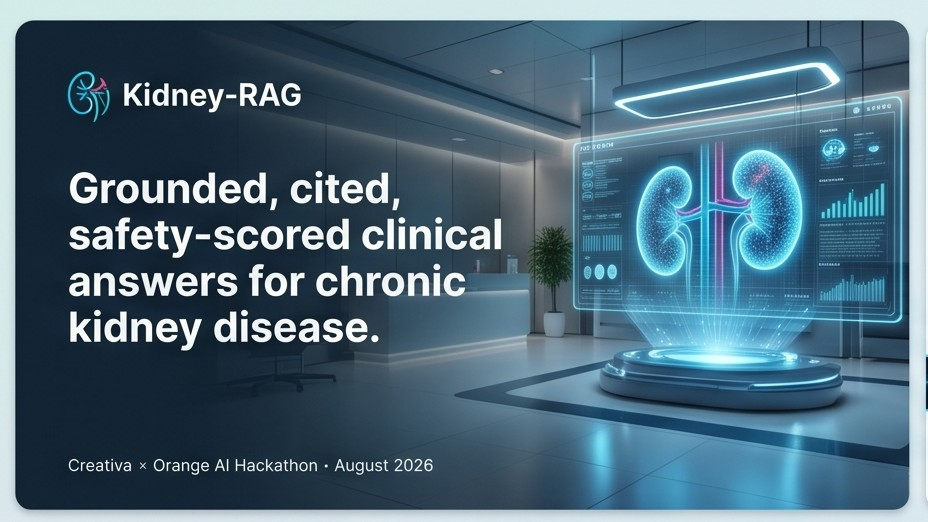 Kidney-RAG
Grounded, cited,
safety-scored clinical
answers for chronic
kidney disease.
Creativa × Orange AI Hackathon • August 2026